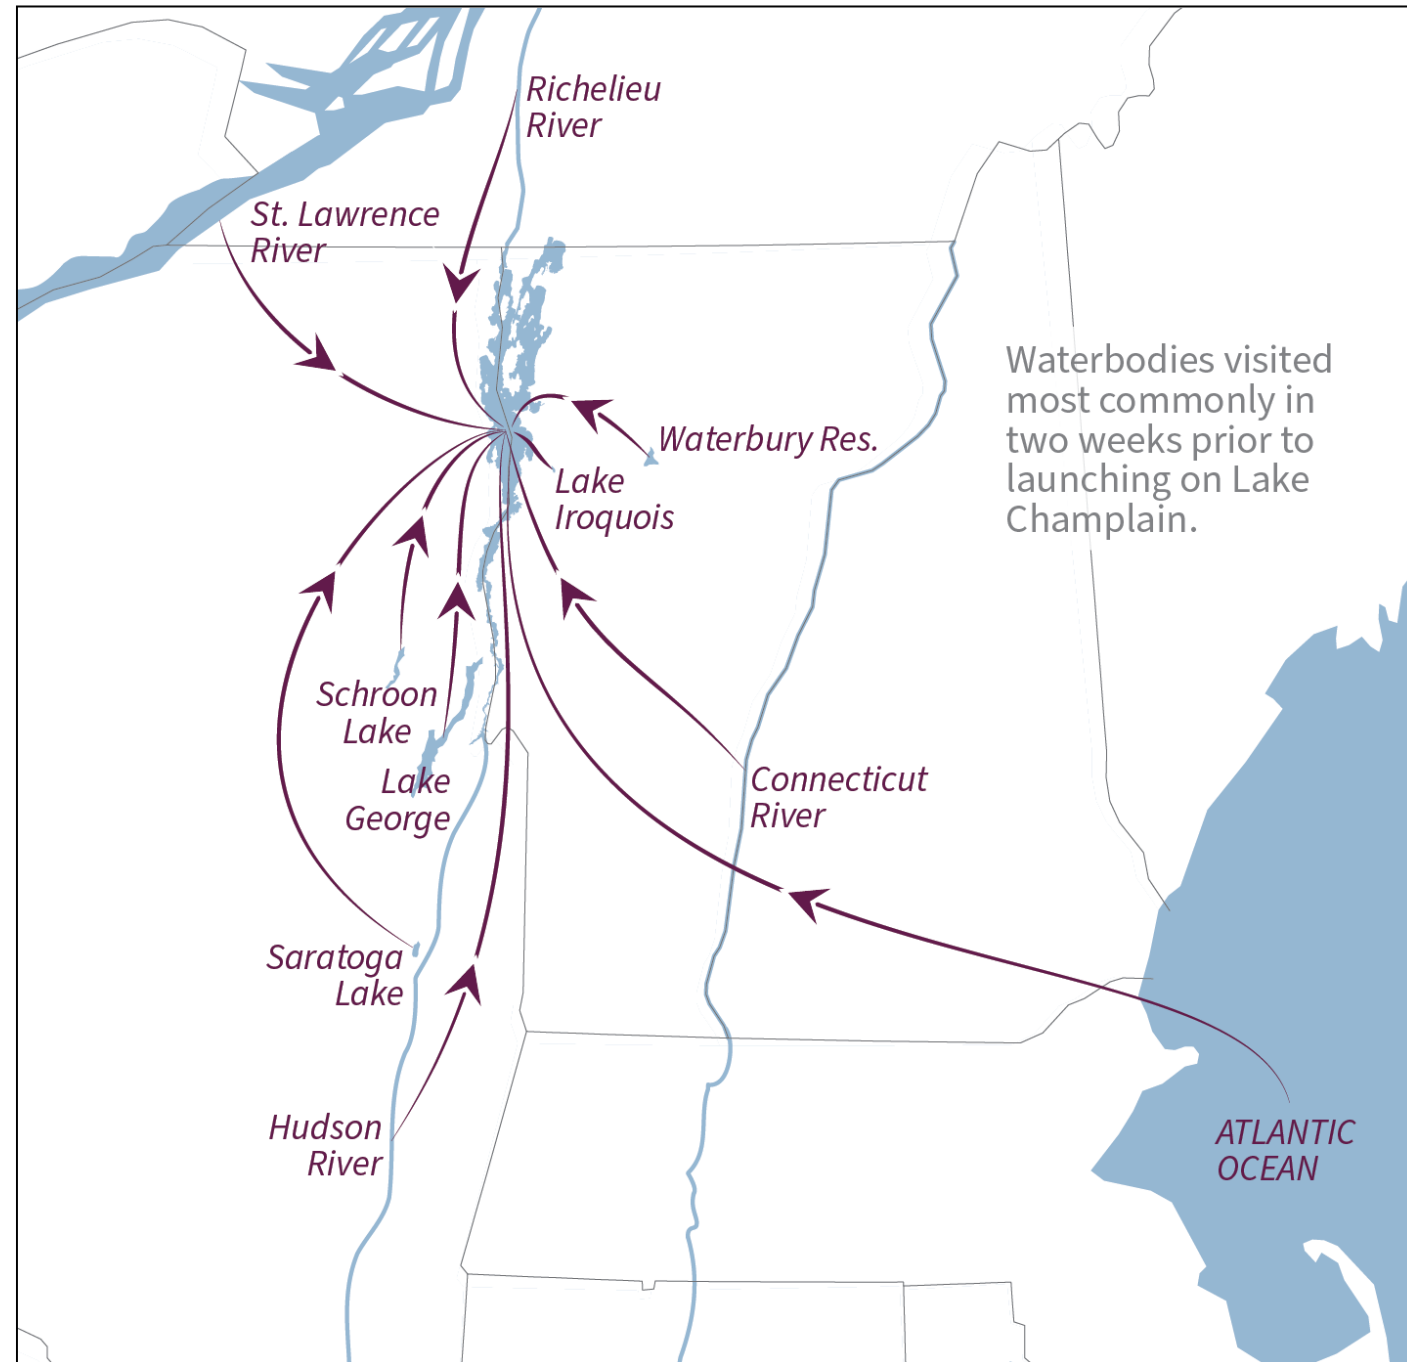 Richelieu
River
St. Lawrence
River
Waterbodies visited
most commonly in
two weeks prior to
launching on Lake
Champlain.
Waterbury Res.
Lake
Iroquois
Schroon
Lake
Lake
George
Connecticut
River
Saratoga
Lake
Hudson
River
ATLANTIC
OCEAN